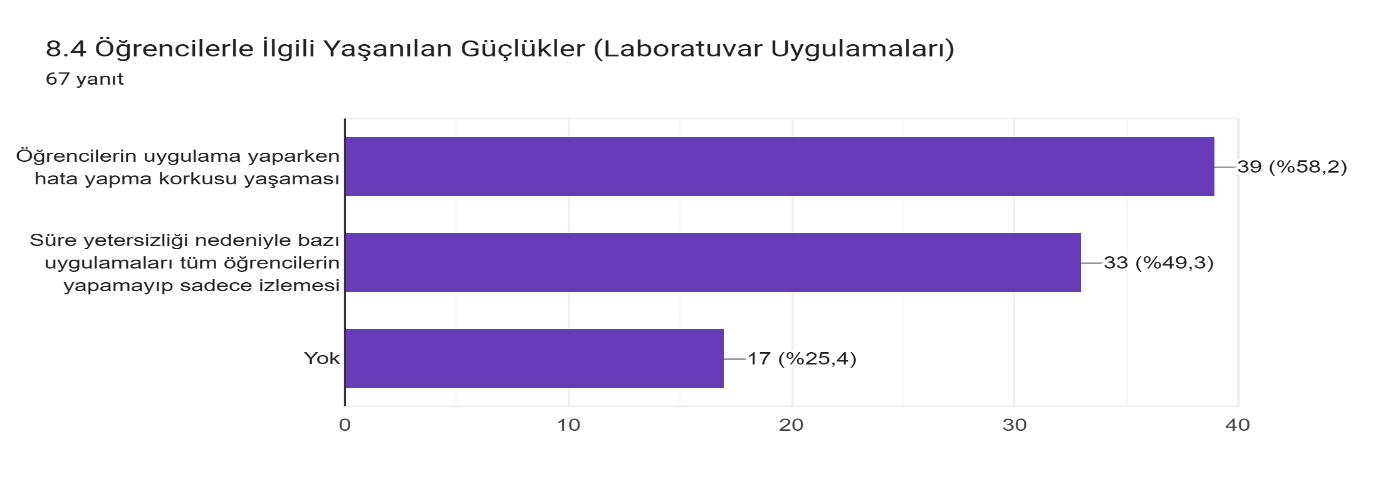 8.4 Öğrencilerle İlgili Yaşanılan Güçlükler (Laboratuvar Uygulamaları)
67 yanıt
Öğrencilerin uygulama yaparken
hata yapma korkusu yaşaması
39 (%58,2)
Süre yetersizliği nedeniyle bazı
uygulamaları tüm öğrencilerin
yapamayıp sadece izlemesi
33 (%49,3)
Yok
17 (%25,4)
0 10 20 30 40